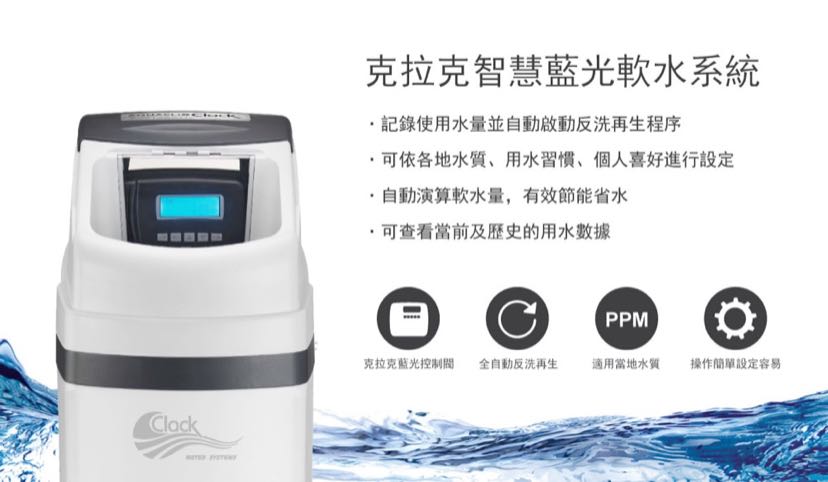 克拉克智慧藍光軟水系統
・記錄使用水量並自動啟動反洗再生程序
・可依各地水質、用水習慣、個人喜好進行設定
・自動演算軟水量，有效節能省水
・可查看當前及歷史的用水數據
PPM
克拉克藍光控制閥
全自動反洗再生
適用當地水質
操作簡單設定容易
Clack
WATER SYSTEMS